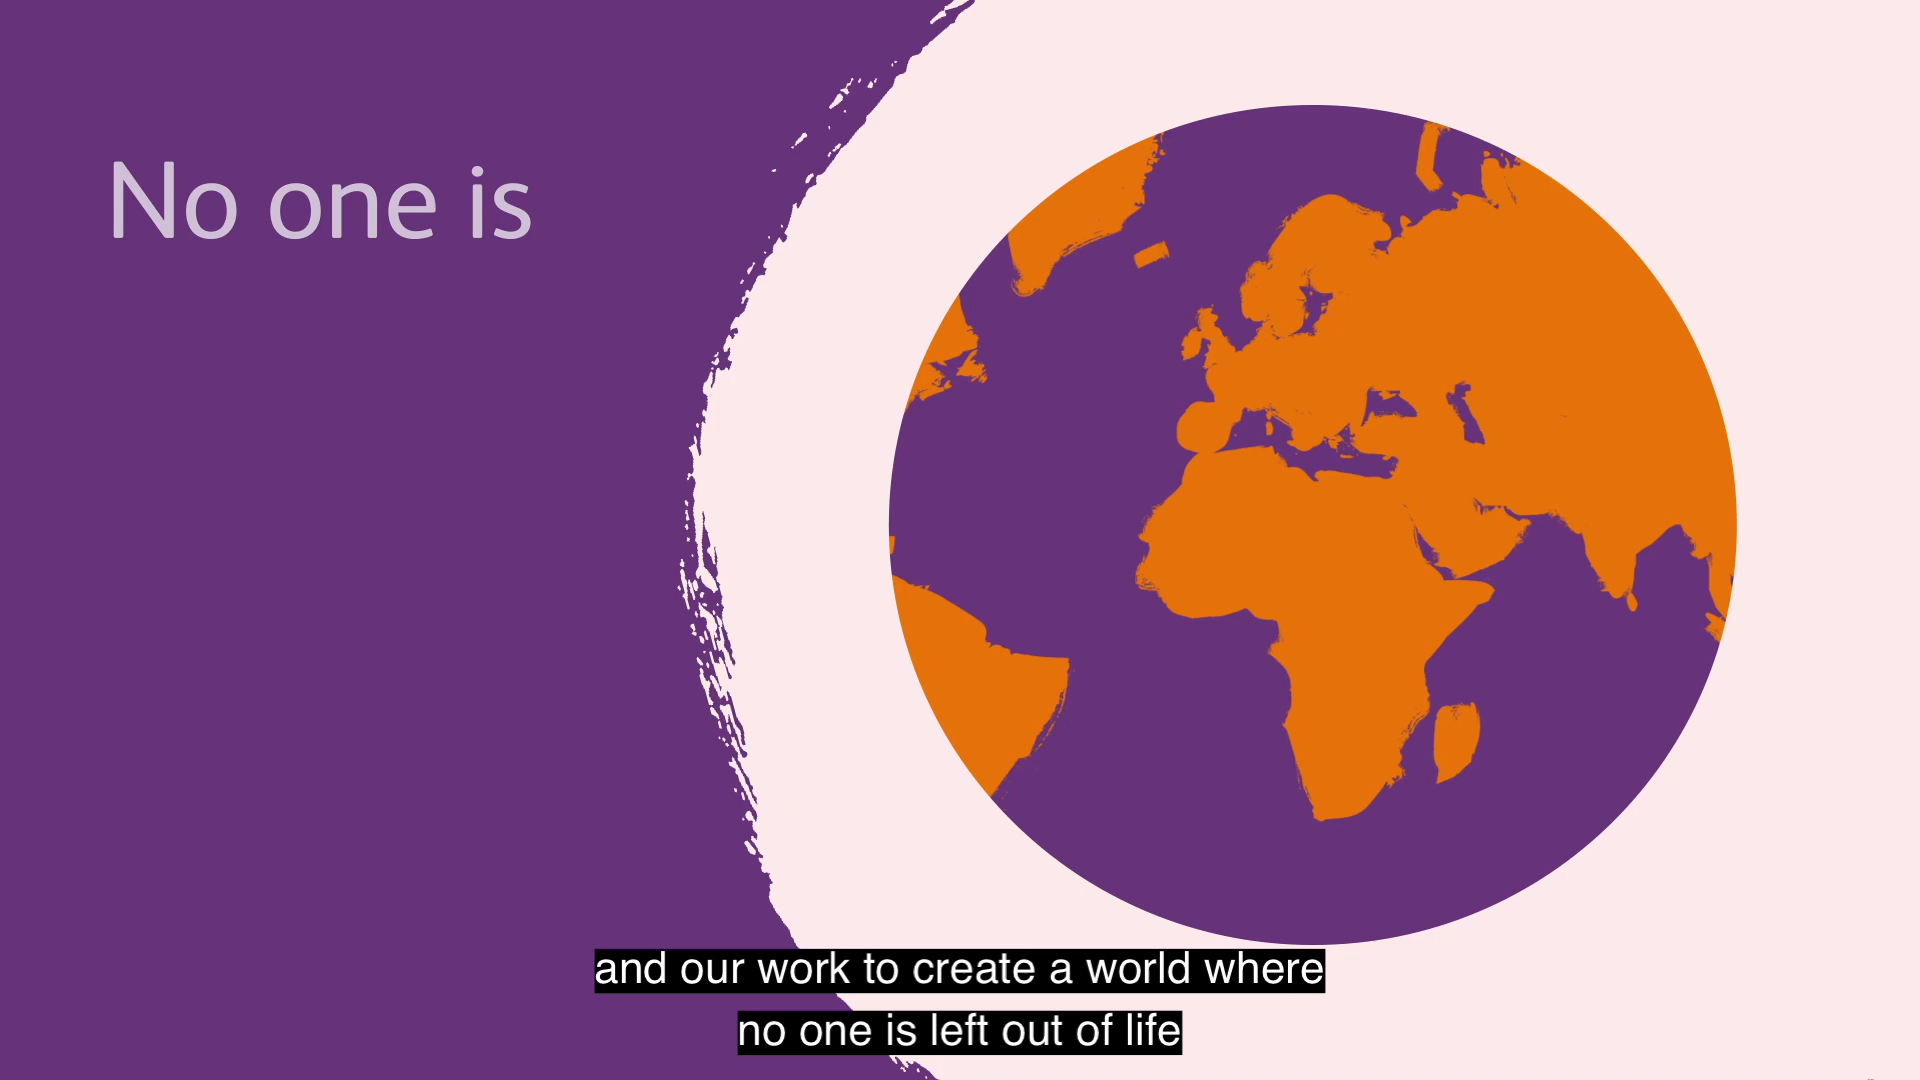 No one is
and our work to create a world where
no one is left out of life